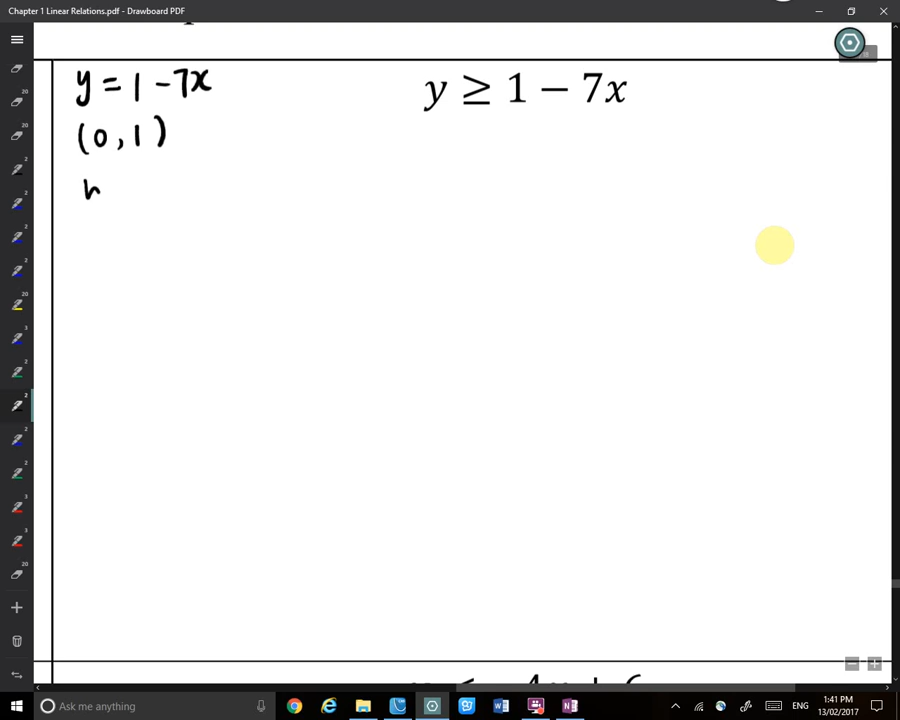 Chapter 1 Linear Relations.pdf - Drawboard PDF
y = 1 - 7x
y ≥ 1 − 7x
(0, 1)
Ask me anything
ENG
1:41 PM
13/02/2017